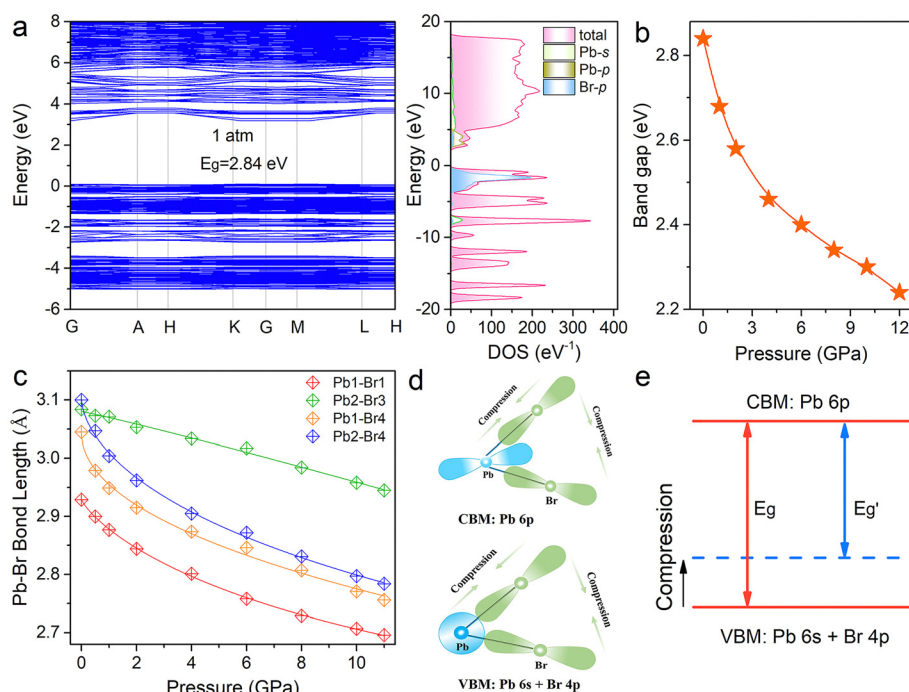 a
8
6
4
2
0
-2
-4
-6
Energy (eV)
1 atm
Eg=2.84 eV
G
A
H
K
G
M
L
H
20
10
0
-10
-20
Energy (eV)
total
Pb-s
Pb-p
Br-p
0
100
200
300
400
DOS (eV⁻¹)
b
2.8
2.6
2.4
2.2
Band gap (eV)
0
3
6
9
12
Pressure (GPa)
c
3.1
3.0
2.9
2.8
2.7
Pb-Br Bond Length (Å)
Pb1-Br1
Pb2-Br3
Pb1-Br4
Pb2-Br4
0
2
4
6
8
10
Pressure (GPa)
d
Compression
Compression
Pb
Br
CBM: Pb 6p
Compression
Compression
Pb
Br
VBM: Pb 6s + Br 4p
e
CBM: Pb 6p
Eg
Eg'
Compression
VBM: Pb 6s + Br 4p